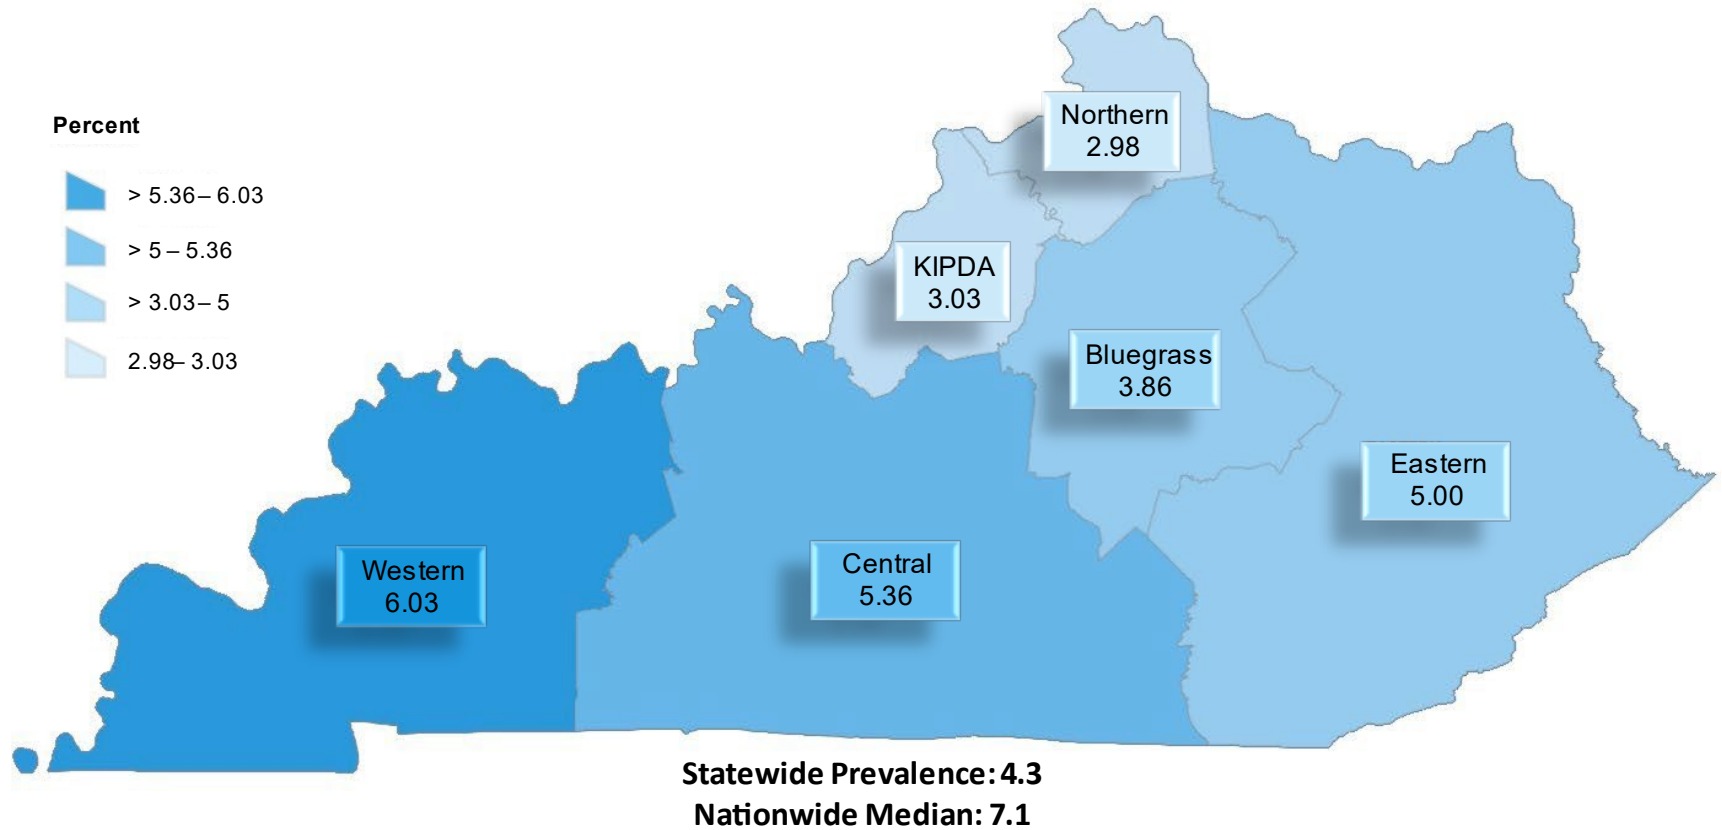 Percent
> 5.36– 6.03
> 5 – 5.36
> 3.03– 5
2.98– 3.03
Northern
2.98
KIPDA
3.03
Bluegrass
3.86
Eastern
5.00
Western
6.03
Central
5.36
Statewide Prevalence: 4.3
Nationwide Median: 7.1